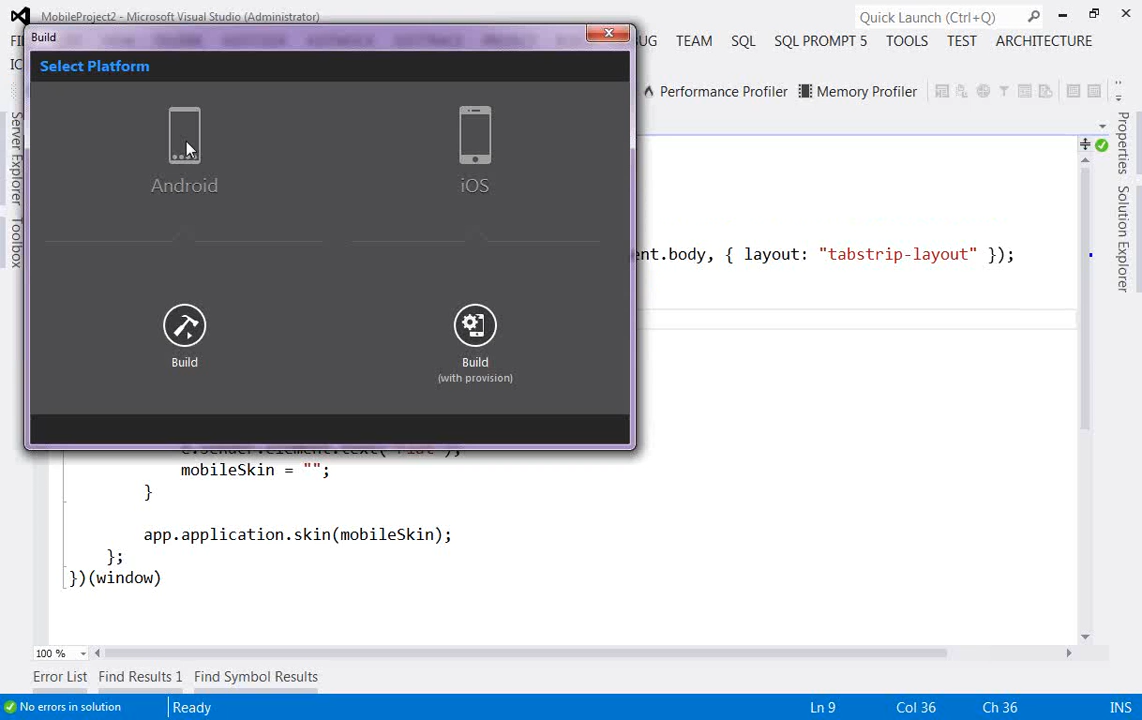 MobileProject2 - Microsoft Visual Studio (Administrator)
Quick Launch (Ctrl+Q)
TEAM SQL SQL PROMPT 5 TOOLS TEST ARCHITECTURE
Build
Select Platform
Performance Profiler Memory Profiler
Server Explorer
Toolbox
Properties
Solution Explorer
Android
iOS
Build
Build
(with provision)
.body, { layout: "tabstrip-layout" });
mobileSkin = "";
}
app.application.skin(mobileSkin);
};
})(window)
100 %
Error List Find Results 1 Find Symbol Results
No errors in solution Ready Ln 9 Col 36 Ch 36 INS